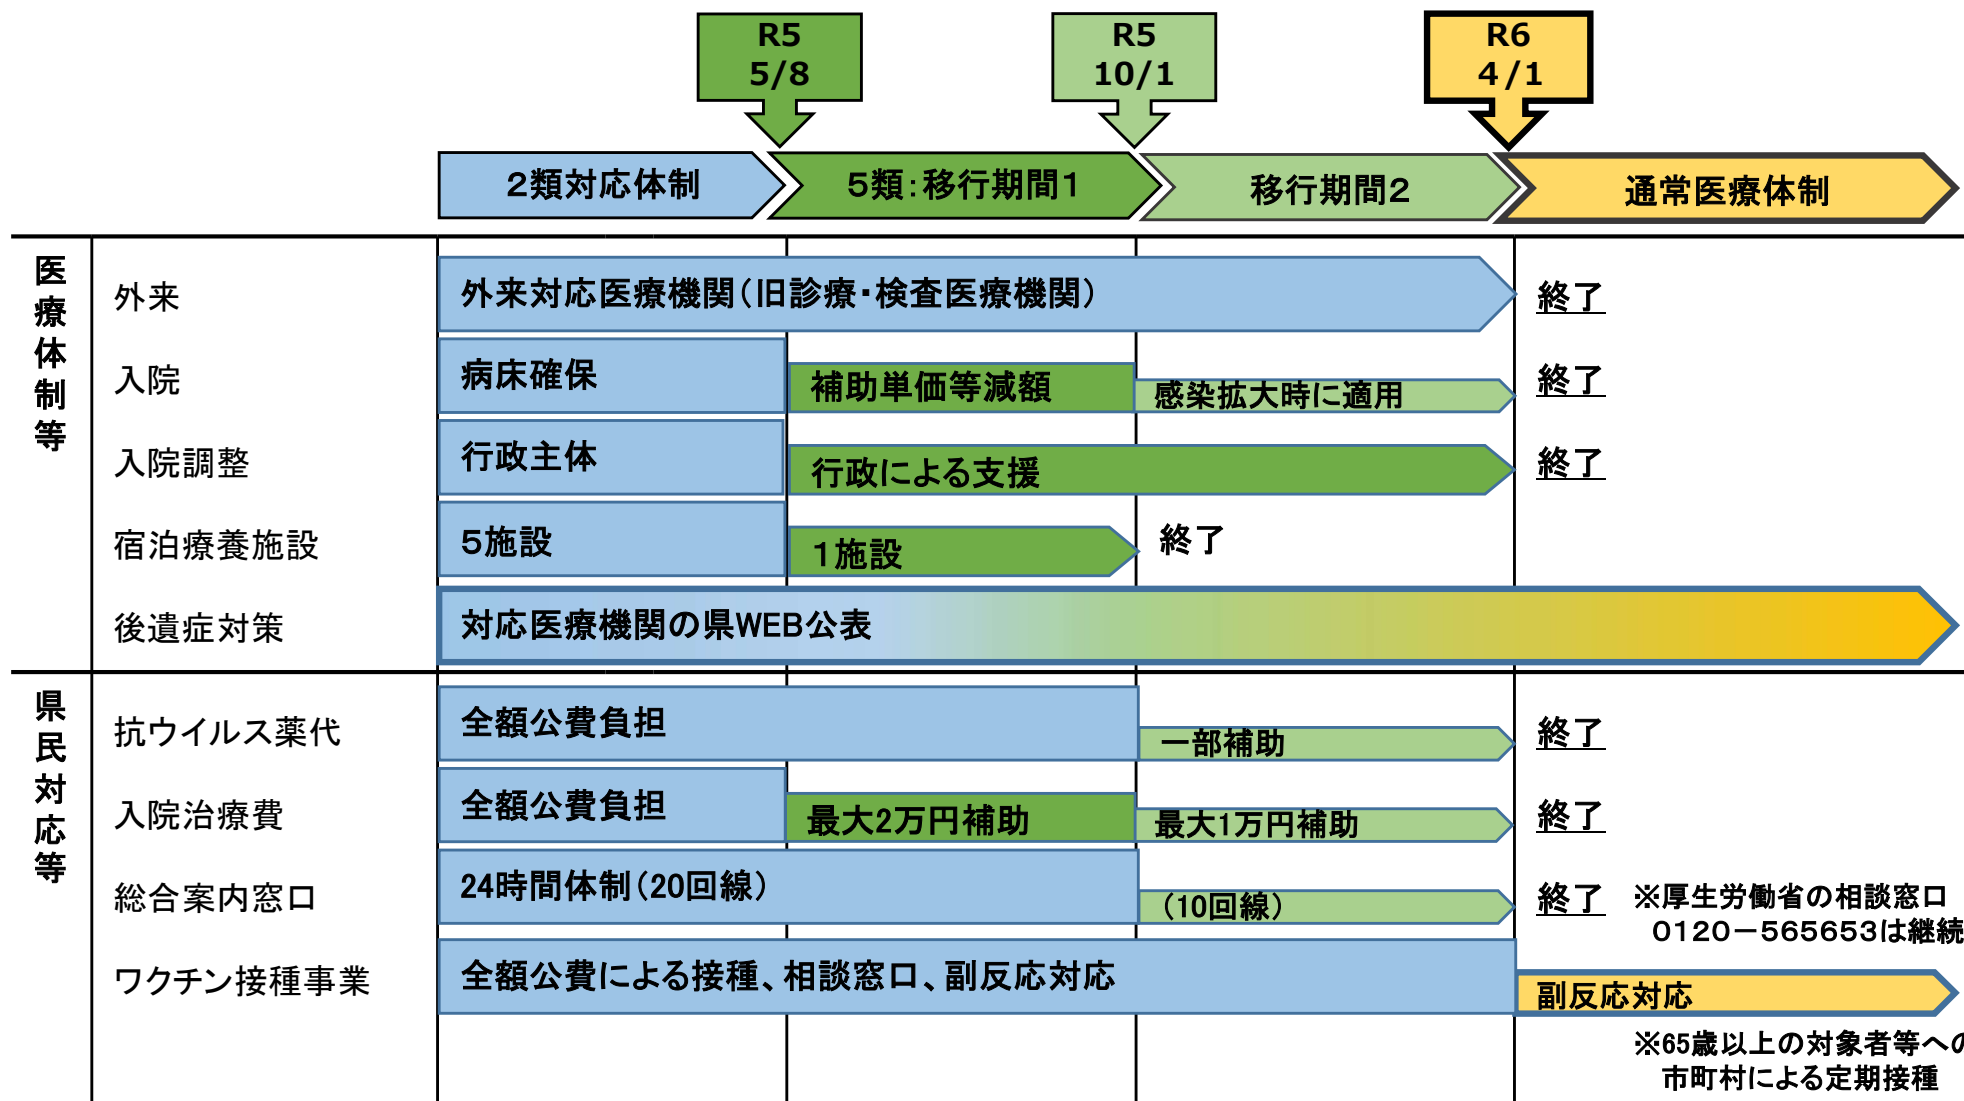 R5
5/8
R5
10/1
R6
4/1
2類対応体制
5類：移行期間1
移行期間2
通常医療体制
医療体制等
外来
外来対応医療機関（旧診療・検査医療機関）
終了
入院
病床確保
補助単価等減額
感染拡大時に適用
終了
入院調整
行政主体
行政による支援
終了
宿泊療養施設
5施設
1施設
終了
後遺症対策
対応医療機関の県WEB公表
県民対応等
抗ウイルス薬代
全額公費負担
一部補助
終了
入院治療費
全額公費負担
最大2万円補助
最大1万円補助
終了
総合案内窓口
24時間体制（20回線）
（10回線）
終了
※厚生労働省の相談窓口
0120－565653は継続
ワクチン接種事業
全額公費による接種、相談窓口、副反応対応
副反応対応
※65歳以上の対象者等への
市町村による定期接種